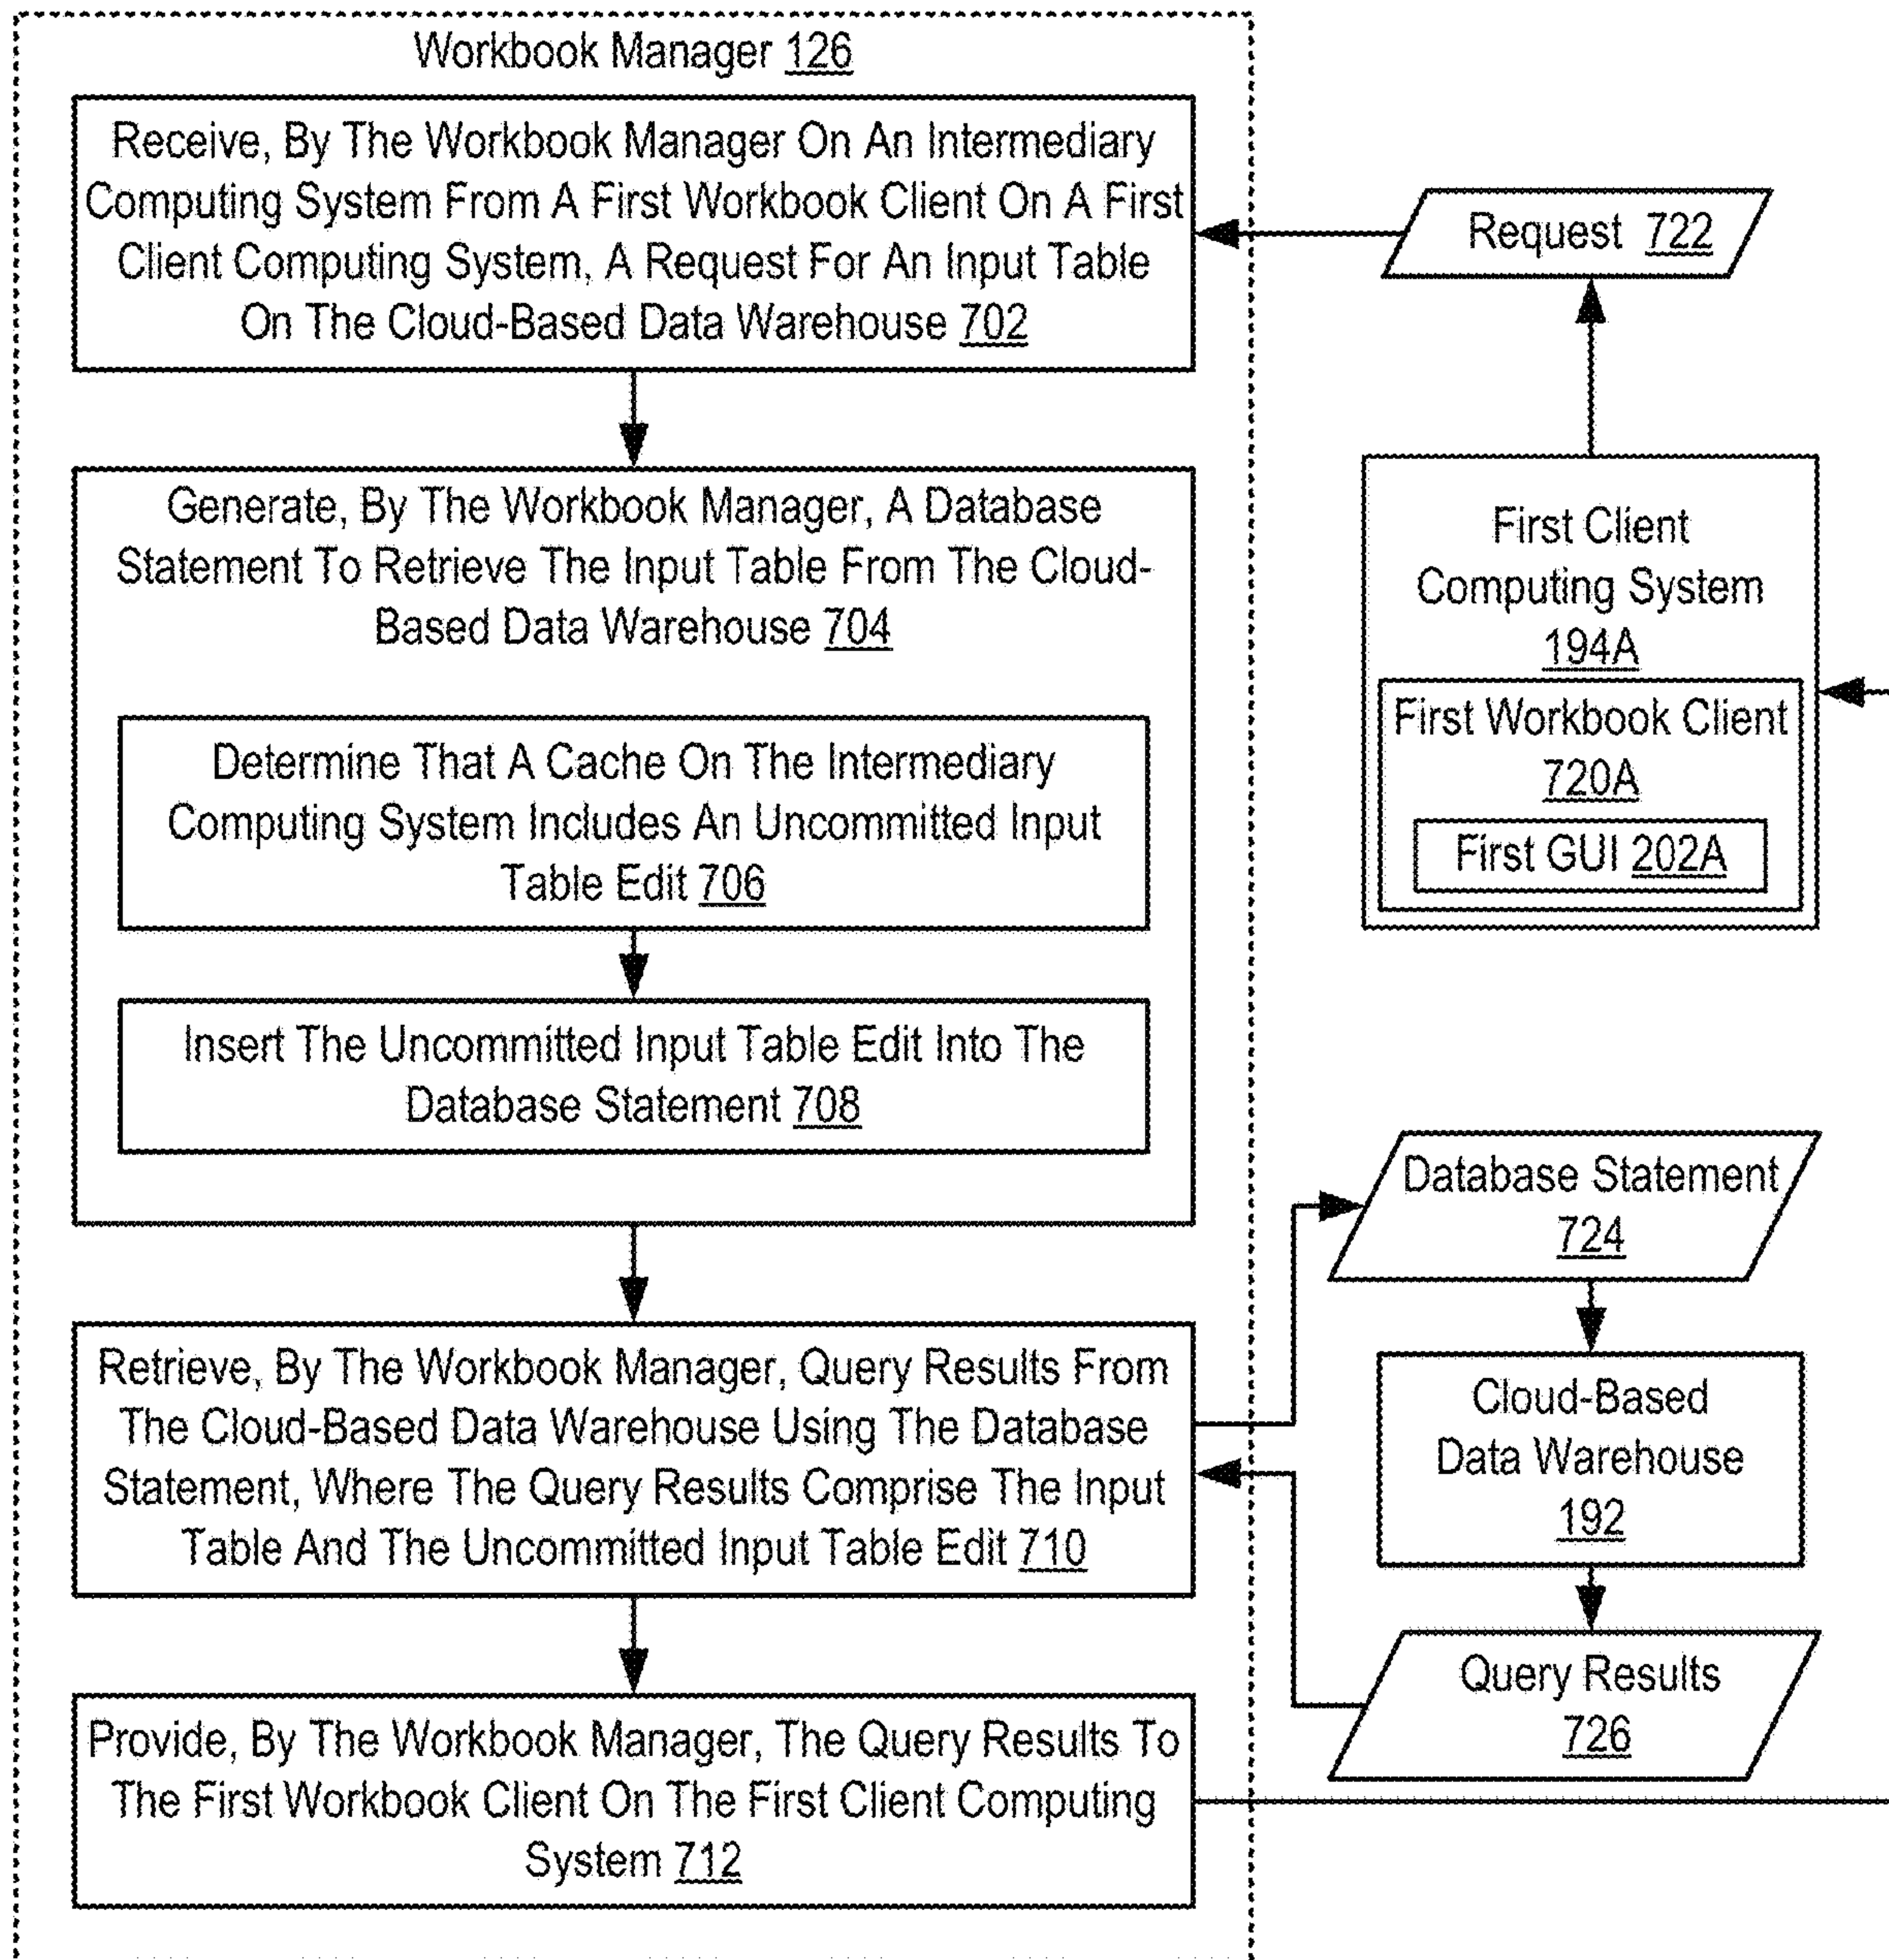 Workbook Manager 126
Receive, By The Workbook Manager On An Intermediary
Computing System From A First Workbook Client On A First
Client Computing System, A Request For An Input Table
On The Cloud-Based Data Warehouse 702
Request 722
Generate, By The Workbook Manager, A Database
Statement To Retrieve The Input Table From The Cloud-
Based Data Warehouse 704
First Client
Computing System
194A
First Workbook Client
720A
First GUI 202A
Determine That A Cache On The Intermediary
Computing System Includes An Uncommitted Input
Table Edit 706
Insert The Uncommitted Input Table Edit Into The
Database Statement 708
Database Statement
724
Retrieve, By The Workbook Manager, Query Results From
The Cloud-Based Data Warehouse Using The Database
Statement, Where The Query Results Comprise The Input
Table And The Uncommitted Input Table Edit 710
Cloud-Based
Data Warehouse
192
Query Results
726
Provide, By The Workbook Manager, The Query Results To
The First Workbook Client On The First Client Computing
System 712